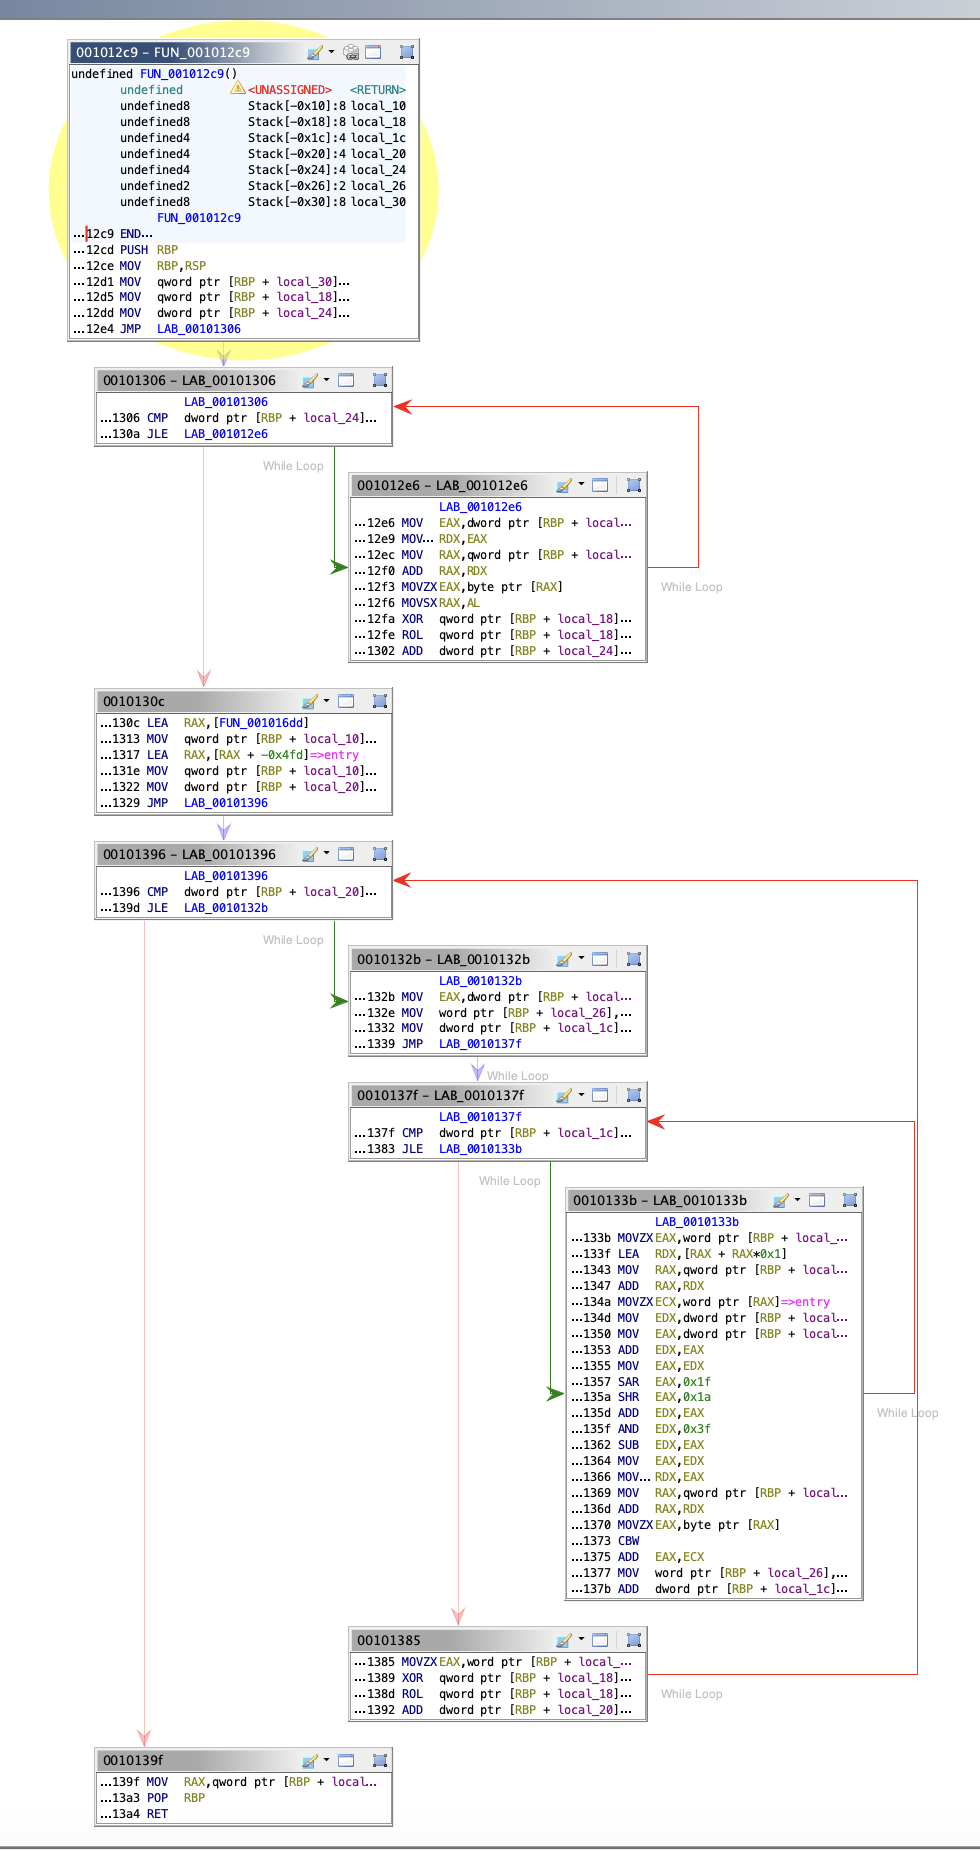 001012c9 – FUN_001012c9
undefined FUN_001012c9()
undefined <UNASSIGNED> <RETURN>
undefined8 Stack[-0x10]:8 local_10
undefined8 Stack[-0x18]:8 local_18
undefined4 Stack[-0x1c]:4 local_1c
undefined4 Stack[-0x20]:4 local_20
undefined4 Stack[-0x24]:4 local_24
undefined2 Stack[-0x26]:2 local_26
undefined8 Stack[-0x30]:8 local_30
FUN_001012c9
...12c9 END...
...12cd PUSH RBP
...12ce MOV RBP,RSP
...12d1 MOV qword ptr [RBP + local_30]...
...12d5 MOV qword ptr [RBP + local_18]...
...12dd MOV dword ptr [RBP + local_24]...
...12e4 JMP LAB_00101306
00101306 – LAB_00101306
LAB_00101306
...1306 CMP dword ptr [RBP + local_24]...
...130a JLE LAB_001012e6
While Loop
001012e6 – LAB_001012e6
LAB_001012e6
...12e6 MOV EAX,dword ptr [RBP + local...
...12e9 MOV... RDX,EAX
...12ec MOV RAX,qword ptr [RBP + local...
...12f0 ADD RAX,RDX
...12f3 MOVZX EAX,byte ptr [RAX]
...12f6 MOVSX RAX,AL
...12fa XOR qword ptr [RBP + local_18]...
...12fe ROL qword ptr [RBP + local_18]...
...1302 ADD dword ptr [RBP + local_24]...
While Loop
0010130c
...130c LEA RAX,[FUN_001016dd]
...1313 MOV qword ptr [RBP + local_10]...
...1317 LEA RAX,[RAX + -0x4fd]=>entry
...131e MOV qword ptr [RBP + local_10]...
...1322 MOV dword ptr [RBP + local_20]...
...1329 JMP LAB_00101396
00101396 – LAB_00101396
LAB_00101396
...1396 CMP dword ptr [RBP + local_20]...
...139d JLE LAB_0010132b
While Loop
0010132b – LAB_0010132b
LAB_0010132b
...132b MOV EAX,dword ptr [RBP + local...
...132e MOV word ptr [RBP + local_26],...
...1332 MOV dword ptr [RBP + local_1c]...
...1339 JMP LAB_0010137f
While Loop
0010137f – LAB_0010137f
LAB_0010137f
...137f CMP dword ptr [RBP + local_1c]...
...1383 JLE LAB_0010133b
While Loop
0010133b – LAB_0010133b
LAB_0010133b
...133b MOVZX EAX,word ptr [RBP + local_...
...133f LEA RDX,[RAX + RAX*0x1]
...1343 MOV RAX,qword ptr [RBP + local...
...1347 ADD RAX,RDX
...134a MOVZX ECX,word ptr [RAX]=>entry
...134d MOV EDX,dword ptr [RBP + local...
...1350 MOV EAX,dword ptr [RBP + local...
...1353 ADD EDX,EAX
...1355 MOV EAX,EDX
...1357 SAR EAX,0x1f
...135a SHR EAX,0x1a
...135d ADD EDX,EAX
...135f AND EDX,0x3f
...1362 SUB EDX,EAX
...1364 MOV EAX,EDX
...1366 MOV... RDX,EAX
...1369 MOV RAX,qword ptr [RBP + local...
...136d ADD RAX,RDX
...1370 MOVZX EAX,byte ptr [RAX]
...1373 CBW
...1375 ADD EAX,ECX
...1377 MOV word ptr [RBP + local_26],...
...137b ADD dword ptr [RBP + local_1c]...
While Loop
00101385
...1385 MOVZX EAX,word ptr [RBP + local_...
...1389 XOR qword ptr [RBP + local_18]...
...138d ROL qword ptr [RBP + local_18]...
...1392 ADD dword ptr [RBP + local_20]...
While Loop
0010139f
...139f MOV RAX,qword ptr [RBP + local...
...13a3 POP RBP
...13a4 RET